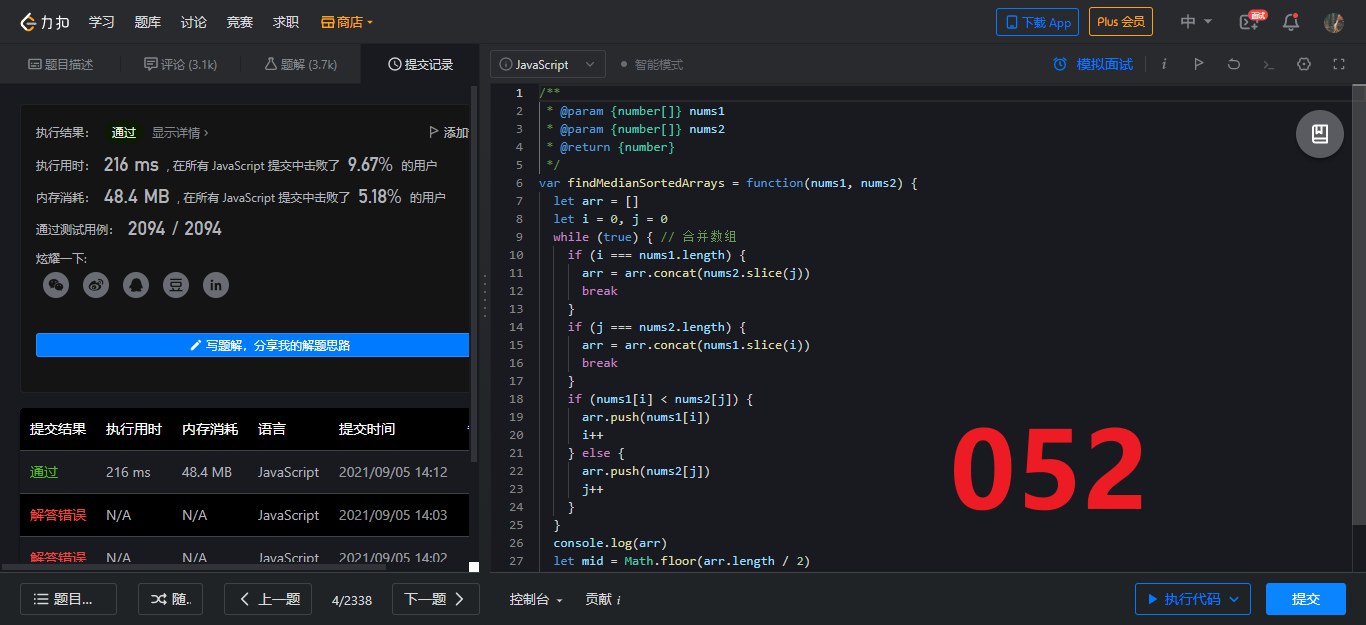 力扣 学习 题库 讨论 竞赛 求职 商店 下载 App Plus 会员 中 面试
题目描述 评论 (3.1k) 题解 (3.7k) 提交记录
执行结果： 通过 显示详情 > 添加
执行用时： 216 ms , 在所有 JavaScript 提交中击败了 9.67% 的用户
内存消耗： 48.4 MB , 在所有 JavaScript 提交中击败了 5.18% 的用户
通过测试用例： 2094 / 2094
炫耀一下:
豆 in
写题解，分享我的解题思路
提交结果 执行用时 内存消耗 语言 提交时间
通过 216 ms 48.4 MB JavaScript 2021/09/05 14:12
解答错误 N/A N/A JavaScript 2021/09/05 14:03
解答错误 N/A N/A JavaScript 2021/09/05 14:02
JavaScript 智能模式 模拟面试 i
1 /**
2 * @param {number[]} nums1
3 * @param {number[]} nums2
4 * @return {number}
5 */
6 var findMedianSortedArrays = function(nums1, nums2) {
7 let arr = []
8 let i = 0, j = 0
9 while (true) { // 合并数组
10 if (i === nums1.length) {
11 arr = arr.concat(nums2.slice(j))
12 break
13 }
14 if (j === nums2.length) {
15 arr = arr.concat(nums1.slice(i))
16 break
17 }
18 if (nums1[i] < nums2[j]) {
19 arr.push(nums1[i])
20 i++
21 } else {
22 arr.push(nums2[j])
23 j++
24 }
25 }
26 console.log(arr)
27 let mid = Math.floor(arr.length / 2)
052
题目... 随.. 上一题 4/2338 下一题 控制台 贡献 i 执行代码 提交